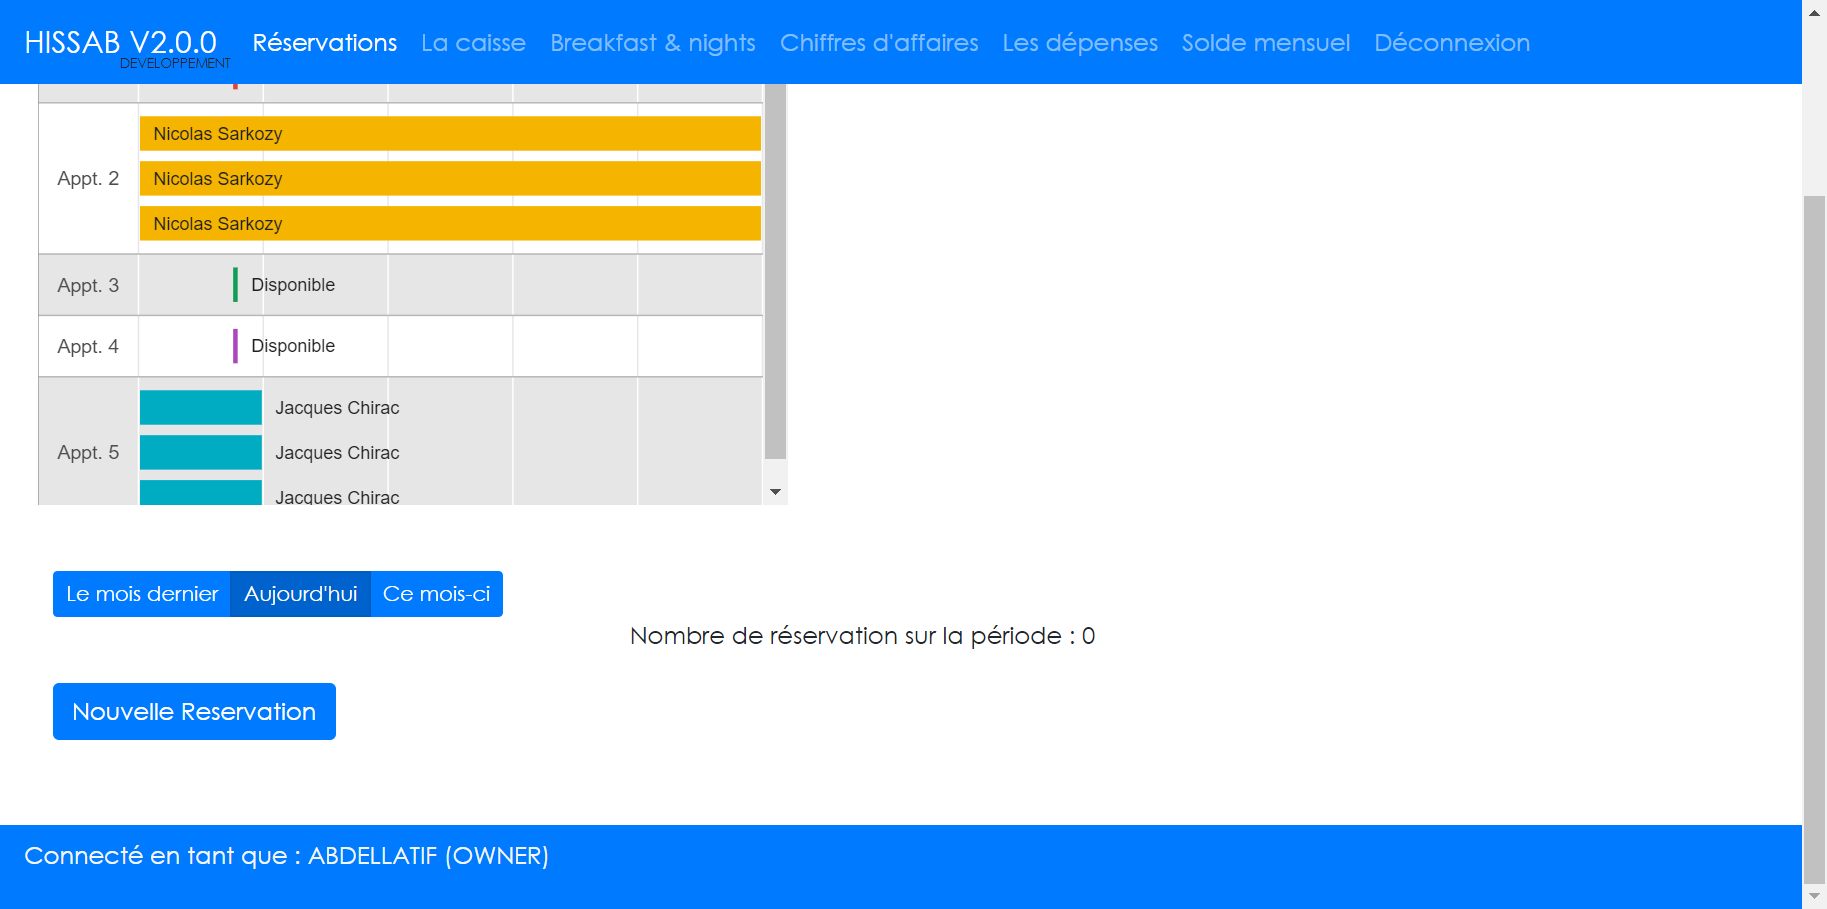 HISSAB V2.0.0
DEVELOPPEMENT
Réservations La caisse Breakfast & nights Chiffres d'affaires Les dépenses Solde mensuel Déconnexion
Nicolas Sarkozy
Appt. 2 Nicolas Sarkozy
Nicolas Sarkozy
Appt. 3 Disponible
Appt. 4 Disponible
Jacques Chirac
Appt. 5 Jacques Chirac
Jacques Chirac
Le mois dernier Aujourd'hui Ce mois-ci
Nombre de réservation sur la période : 0
Nouvelle Reservation
Connecté en tant que : ABDELLATIF (OWNER)